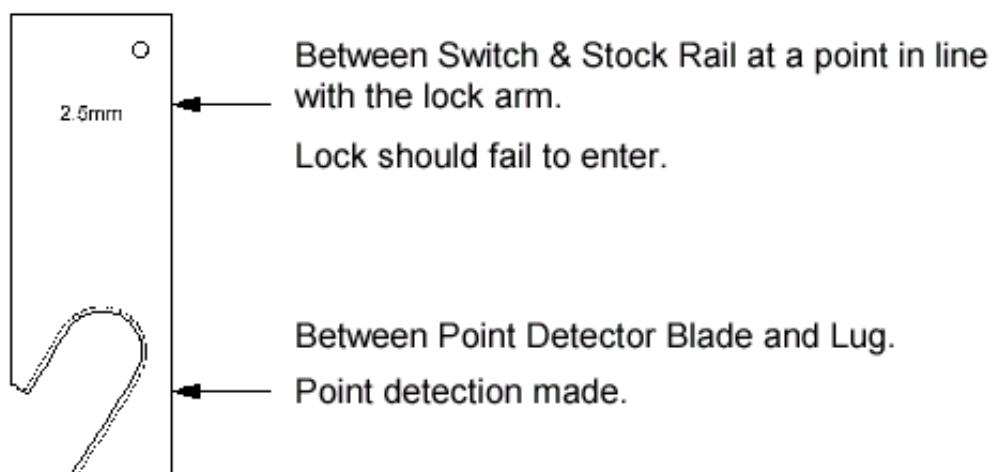 Between Switch & Stock Rail at a point in line
with the lock arm.
2.5mm
Lock should fail to enter.
Between Point Detector Blade and Lug.
Point detection made.